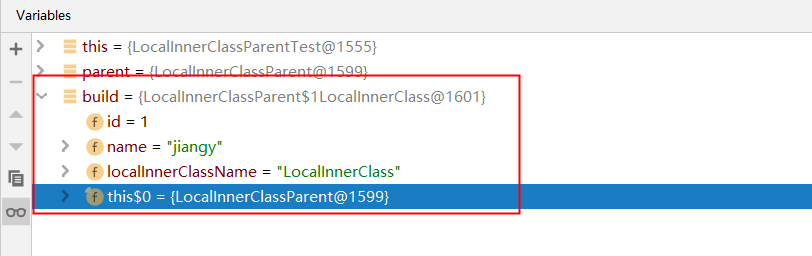 Variables
this = {LocalInnerClassParentTest@1555}
parent = {LocalInnerClassParent@1599}
build = {LocalInnerClassParent$1LocalInnerClass@1601}
f id = 1
f name = "jiangy"
f localInnerClassName = "LocalInnerClass"
f this$0 = {LocalInnerClassParent@1599}